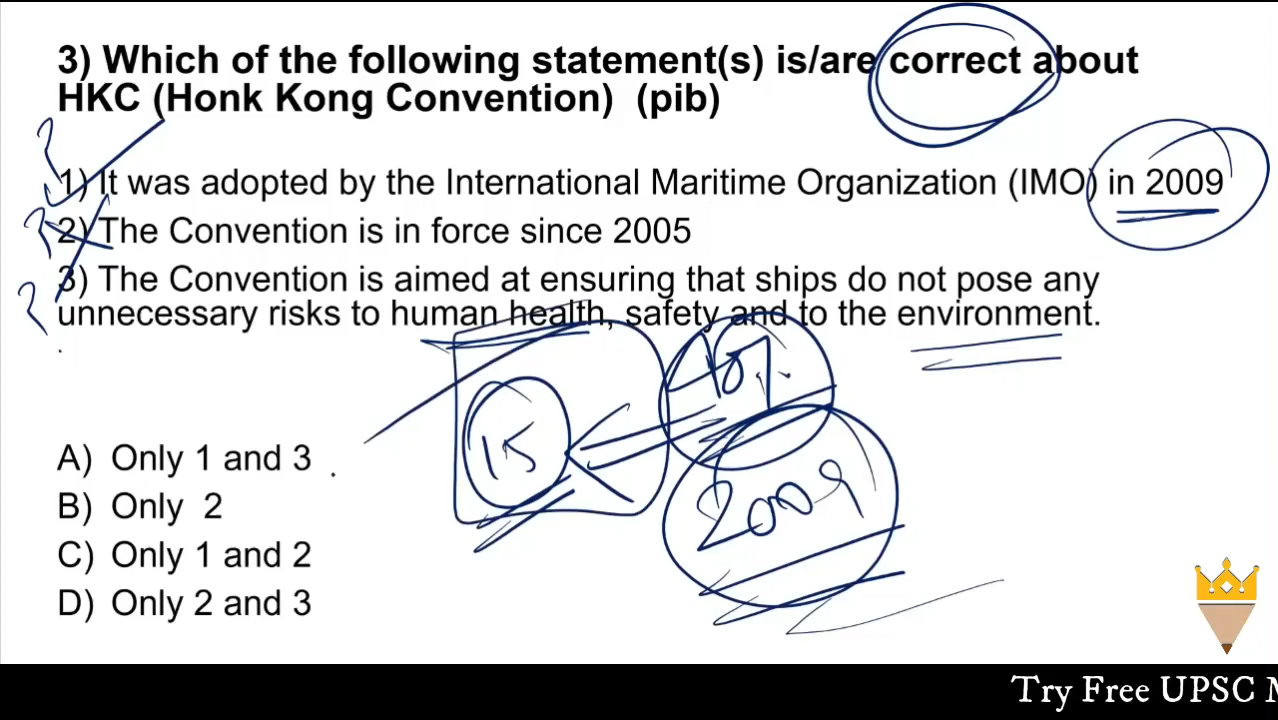 3) Which of the following statement(s) is/are correct about
HKC (Honk Kong Convention) (pib)
1) It was adopted by the International Maritime Organization (IMO) in 2009
2) The Convention is in force since 2005
3) The Convention is aimed at ensuring that ships do not pose any
unnecessary risks to human health, safety and to the environment.
15
2009
A) Only 1 and 3
B) Only 2
C) Only 1 and 2
D) Only 2 and 3
Try Free UPSC